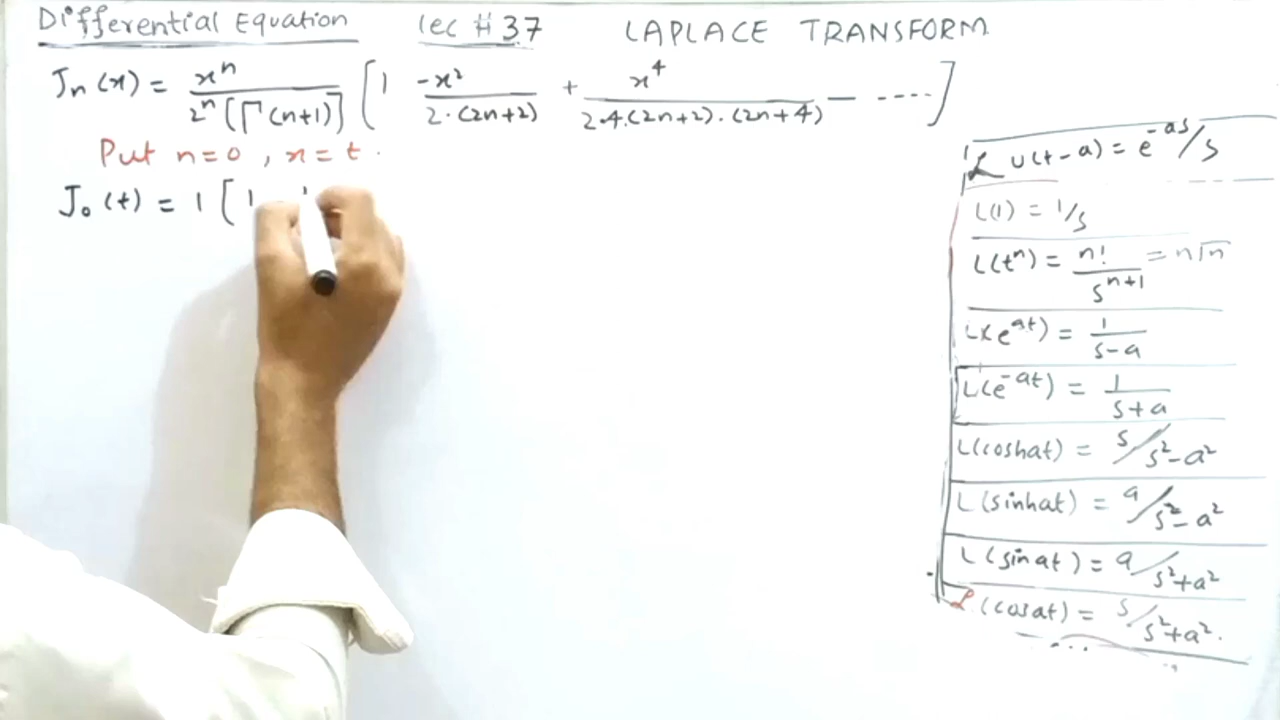 Differential Equation lec # 37 LAPLACE TRANSFORM
Jn(x) = x^n / 2^n [Γ(n+1)] [ 1 -x² / 2·(2n+2) + x⁴ / 2·4·(2n+2)·(2n+4) - ---- ]
Put n=0, x=t.
J₀(t) = 1 [ 1
ℒ u(t-a) = e^-as/s
L(1) = 1/s
L(t^n) = n! / s^n+1 = n√n
L(e^at) = 1 / s-a
L(e^-at) = 1 / s+a
L(coshat) = s/s²-a²
L(sinhat) = a/s²-a²
L(sinat) = a/s²+a²
L(cosat) = s/s²+a².